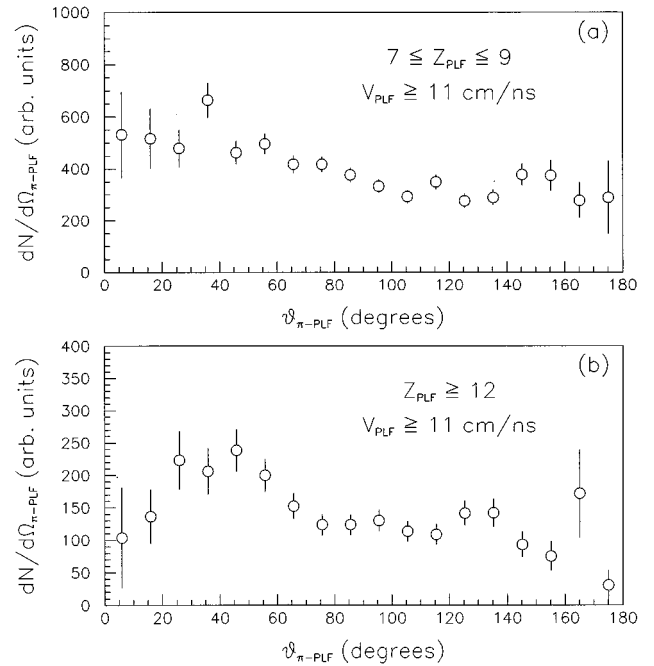 (a)
7 ≦ Z_PLF ≦ 9
V_PLF ≧ 11 cm/ns
dN/dΩ_π−PLF (arb. units)
1000
800
600
400
200
0
0 20 40 60 80 100 120 140 160 180
ϑ_π−PLF (degrees)
(b)
Z_PLF ≧ 12
V_PLF ≧ 11 cm/ns
dN/dΩ_π−PLF (arb. units)
400
350
300
250
200
150
100
50
0
0 20 40 60 80 100 120 140 160 180
ϑ_π−PLF (degrees)